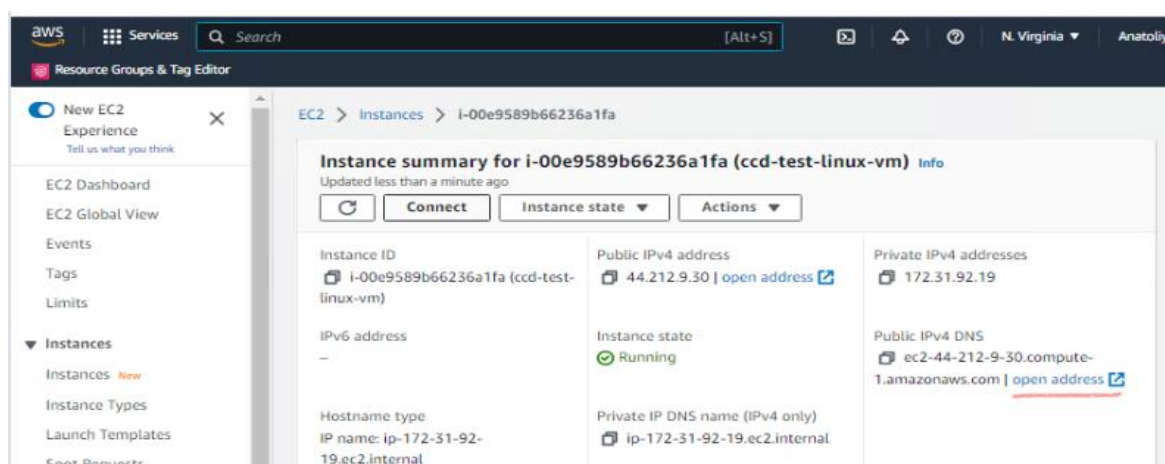 aws Services Search [Alt+S] N. Virginia ▼ Anatoliy
Resource Groups & Tag Editor
New EC2
Experience
Tell us what you think
EC2 Dashboard
EC2 Global View
Events
Tags
Limits
▼ Instances
Instances New
Instance Types
Launch Templates
Spot Requests
EC2 > Instances > i-00e9589b66236a1fa
Instance summary for i-00e9589b66236a1fa (ccd-test-linux-vm) Info
Updated less than a minute ago
Connect Instance state ▼ Actions ▼
Instance ID
i-00e9589b66236a1fa (ccd-test-
linux-vm)
Public IPv4 address
44.212.9.30 | open address
Private IPv4 addresses
172.31.92.19
IPv6 address
–
Instance state
Running
Public IPv4 DNS
ec2-44-212-9-30.compute-
1.amazonaws.com | open address
Hostname type
IP name: ip-172-31-92-
19.ec2.internal
Private IP DNS name (IPv4 only)
ip-172-31-92-19.ec2.internal